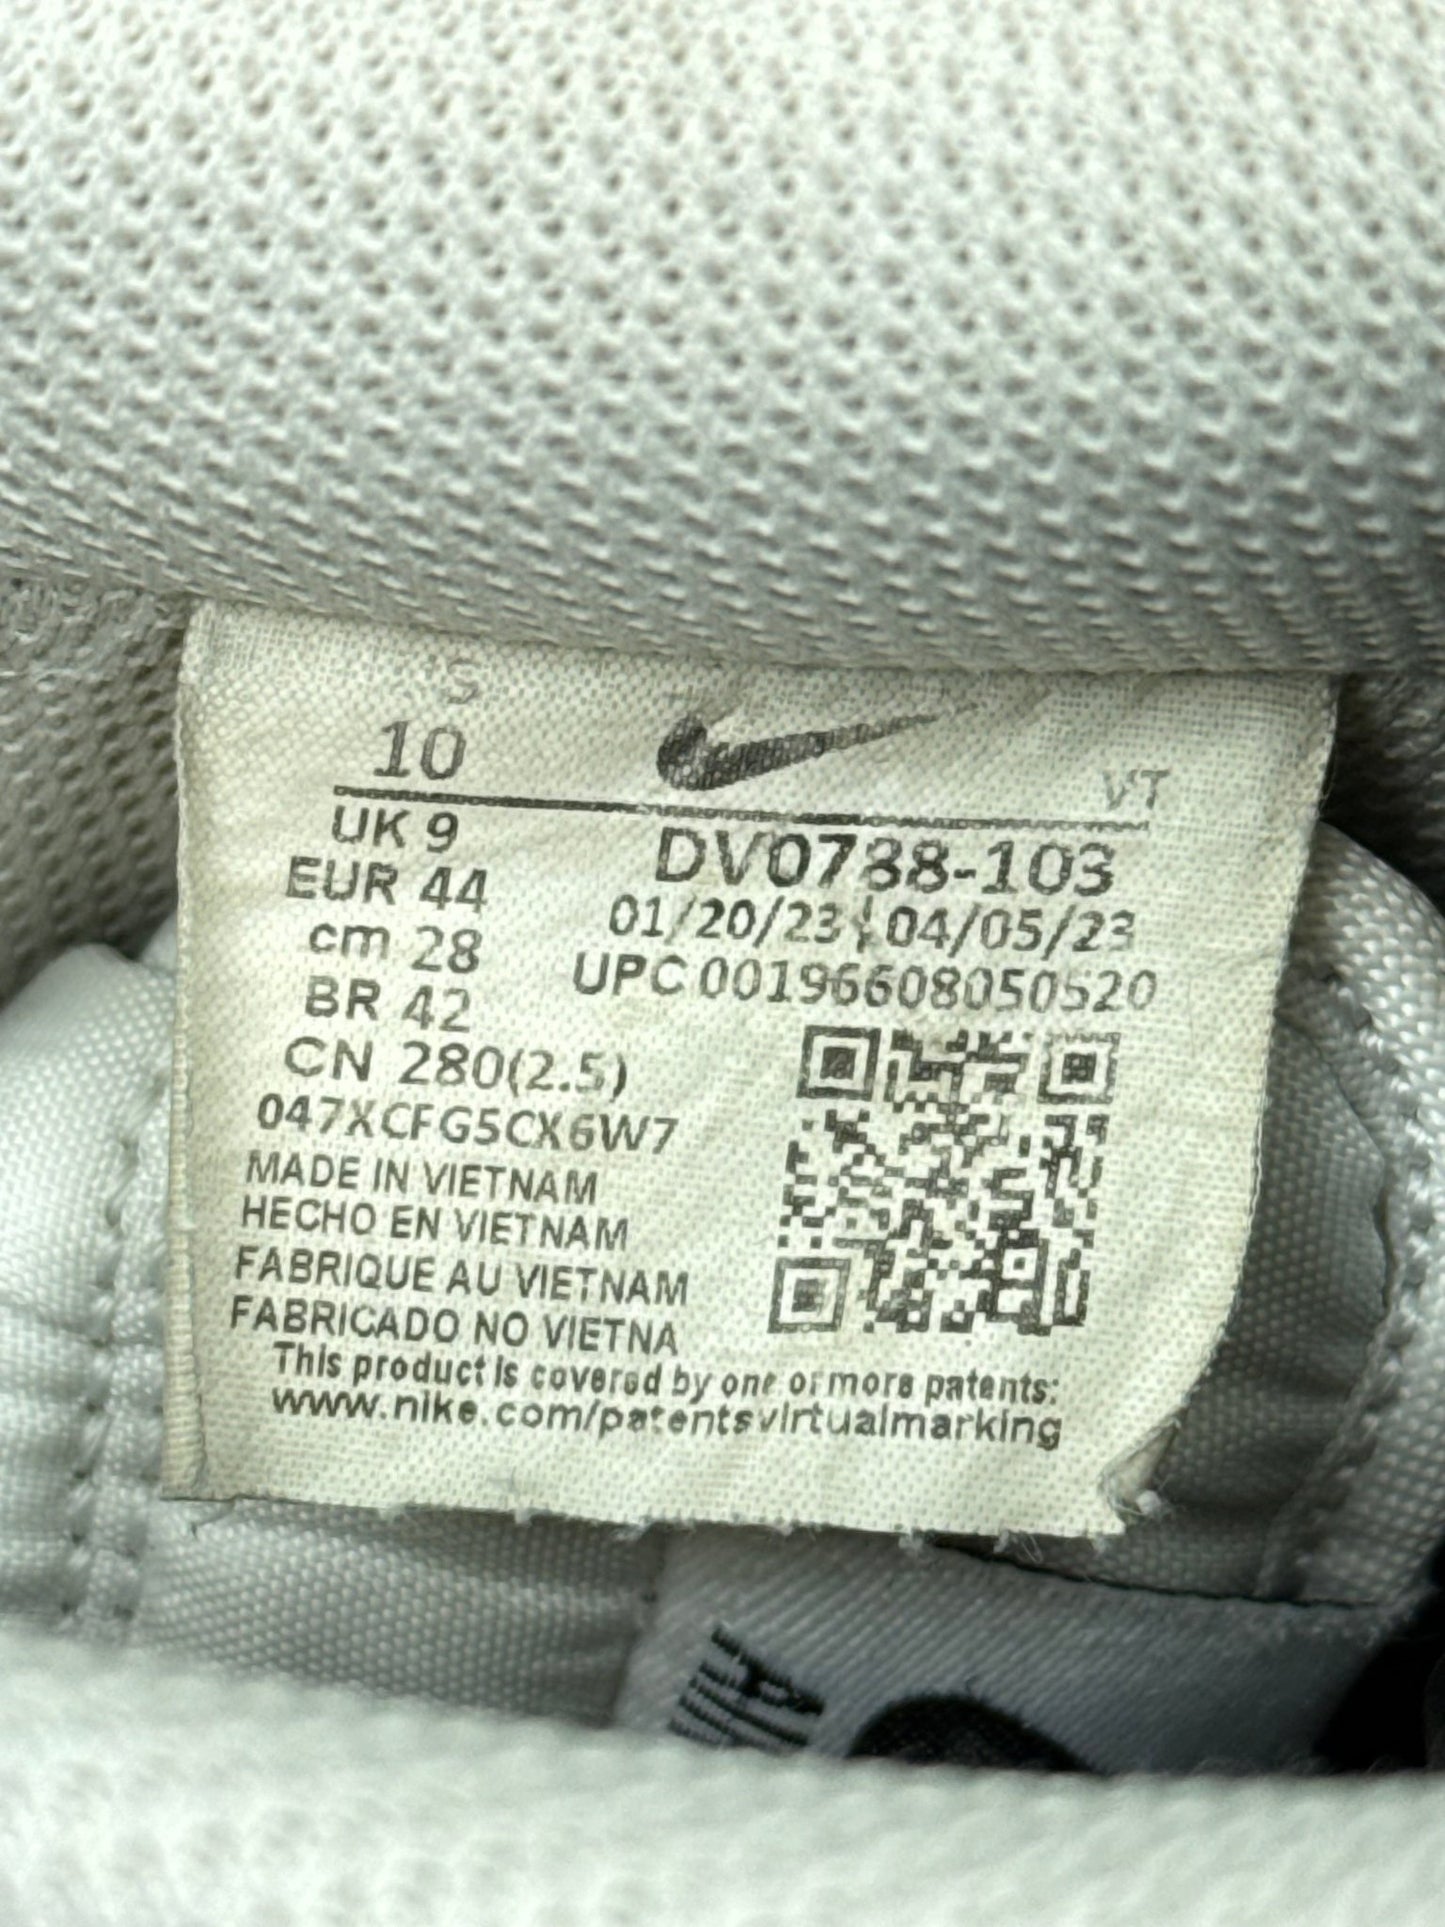 'S
10
VT
UK 9
EUR 44
cm 28
BR 42
CN 280(2.5)
DV0788-103
01/20/23 | 04/05/23
UPC 00196608050520
047XCFG5CX6W7
MADE IN VIETNAM
HECHO EN VIETNAM
FABRIQUE AU VIETNAM
FABRICADO NO VIETNA
This product is covered by one or more patents:
www.nike.com/patentsvirtualmarking